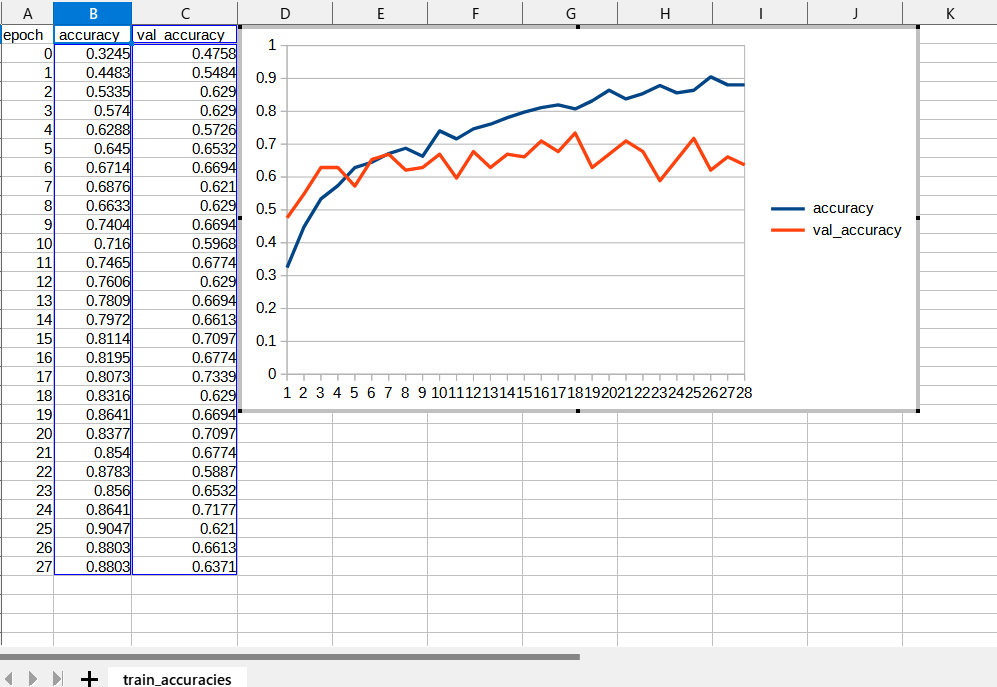 A B C D E F G H I J K
epoch accuracy val_accuracy
0 0.3245 0.4758
1 0.4483 0.5484
2 0.5335 0.629
3 0.574 0.629
4 0.6288 0.5726
5 0.645 0.6532
6 0.6714 0.6694
7 0.6876 0.621
8 0.6633 0.629
9 0.7404 0.6694
10 0.716 0.5968
11 0.7465 0.6774
12 0.7606 0.629
13 0.7809 0.6694
14 0.7972 0.6613
15 0.8114 0.7097
16 0.8195 0.6774
17 0.8073 0.7339
18 0.8316 0.629
19 0.8641 0.6694
20 0.8377 0.7097
21 0.854 0.6774
22 0.8783 0.5887
23 0.856 0.6532
24 0.8641 0.7177
25 0.9047 0.621
26 0.8803 0.6613
27 0.8803 0.6371
1
0.9
0.8
0.7
0.6
0.5
0.4
0.3
0.2
0.1
0
1 2 3 4 5 6 7 8 9 10 11 12 13 14 15 16 17 18 19 20 21 22 23 24 25 26 27 28
accuracy
val_accuracy
train_accuracies